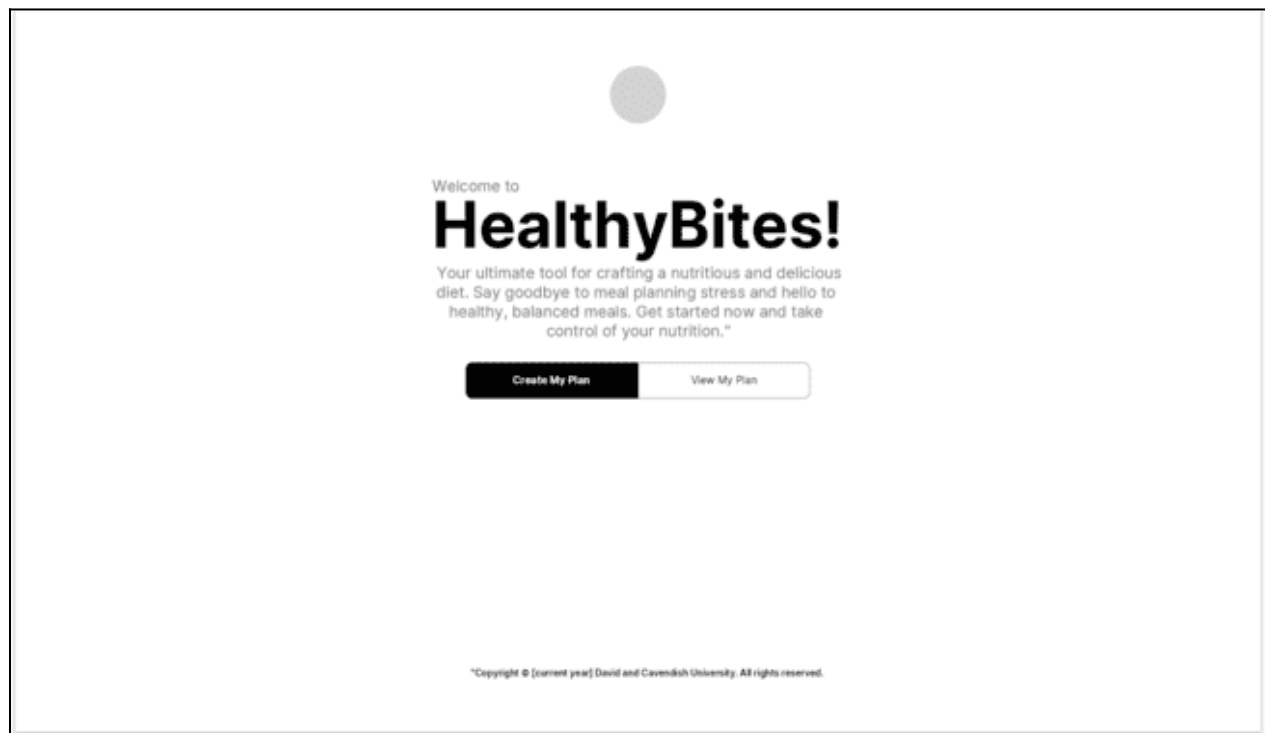 Welcome to
HealthyBites!
Your ultimate tool for crafting a nutritious and delicious
diet. Say goodbye to meal planning stress and hello to
healthy, balanced meals. Get started now and take
control of your nutrition."
Create My Plan
View My Plan
"Copyright © [current year] David and Cavendish University. All rights reserved.